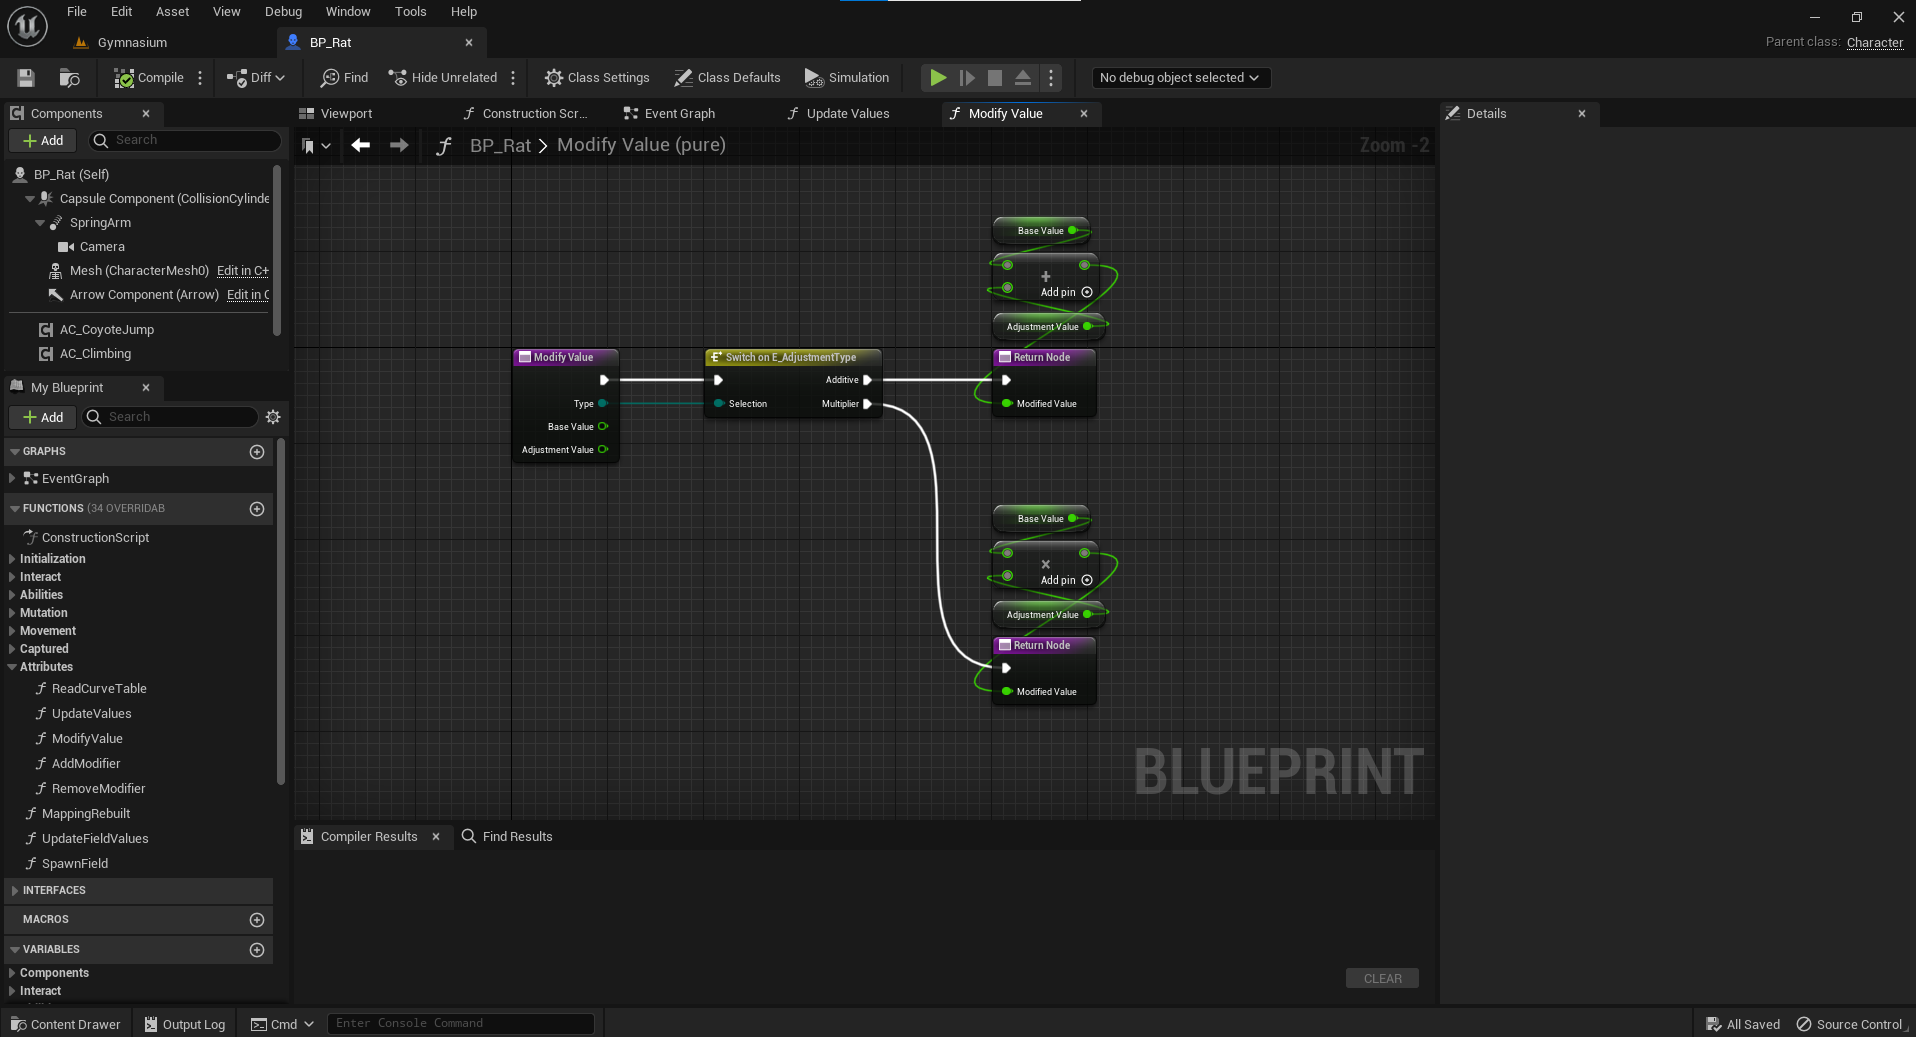 File Edit Asset View Debug Window Tools Help
Gymnasium
BP_Rat
Parent class: Character
Compile
Diff
Find
Hide Unrelated
Class Settings
Class Defaults
Simulation
No debug object selected
Components
Add
Search
BP_Rat (Self)
Capsule Component (CollisionCylinde
SpringArm
Camera
Mesh (CharacterMesh0) Edit in C+
Arrow Component (Arrow) Edit in C
AC_CoyoteJump
AC_Climbing
My Blueprint
Add
Search
GRAPHS
EventGraph
FUNCTIONS (34 OVERRIDAB
ConstructionScript
Initialization
Interact
Abilities
Mutation
Movement
Captured
Attributes
ReadCurveTable
UpdateValues
ModifyValue
AddModifier
RemoveModifier
MappingRebuilt
UpdateFieldValues
SpawnField
INTERFACES
MACROS
VARIABLES
Components
Interact
Viewport
Construction Scr...
Event Graph
Update Values
Modify Value
BP_Rat > Modify Value (pure)
Zoom -2
Base Value
+
Add pin
Adjustment Value
Modify Value
Type
Base Value
Adjustment Value
Switch on E_AdjustmentType
Additive
Selection
Multiplier
Return Node
Modified Value
Base Value
×
Add pin
Adjustment Value
Return Node
Modified Value
BLUEPRINT
Compiler Results
Find Results
CLEAR
Details
Content Drawer
Output Log
Cmd
Enter Console Command
All Saved
Source Control